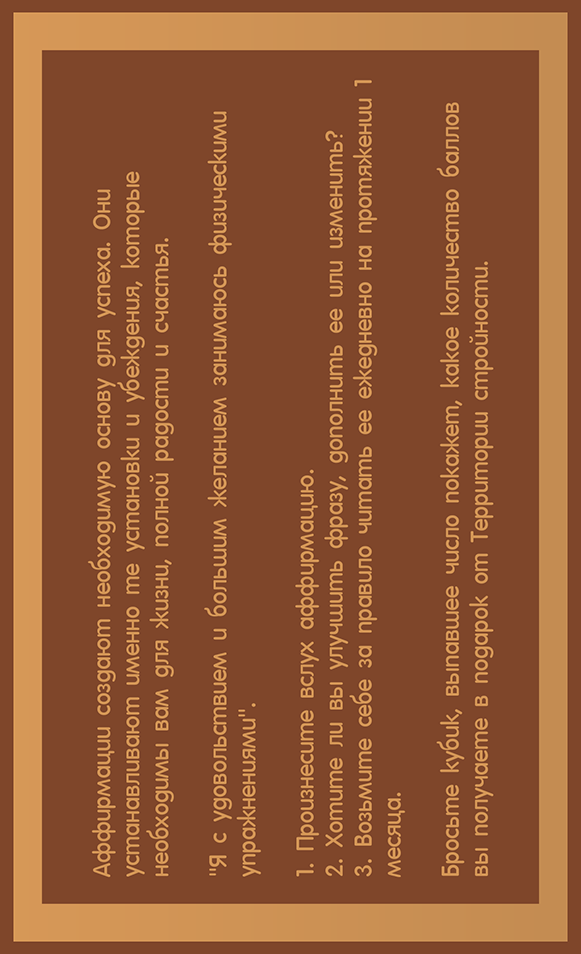 Аффирмации создают необходимую основу для успеха. Они
устанавливают именно те установки и убеждения, которые
необходимы вам для жизни, полной радости и счастья.
"Я с удовольствием и большим желанием занимаюсь физическими
упражнениями".
1. Произнесите вслух аффирмацию.
2. Хотите ли вы улучшить фразу, дополнить ее или изменить?
3. Возьмите себе за правило читать ее ежедневно на протяжении 1
месяца.
Бросьте кубик, выпавшее число покажет, какое количество баллов
вы получаете в подарок от Территории стройности.